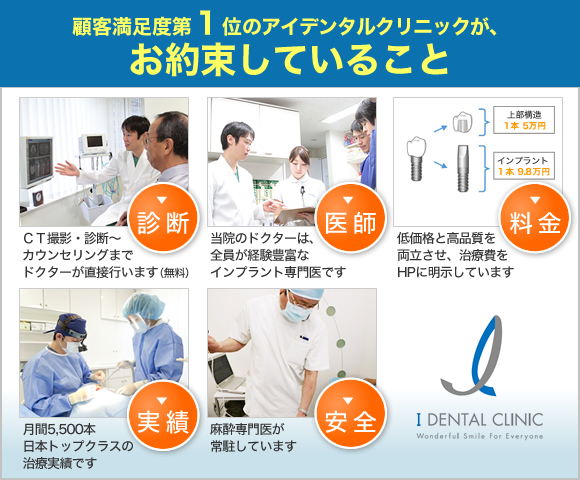 顧客満足度第1位のアイデンタルクリニックが、
お約束していること
診断
CT撮影・診断〜
カウンセリングまで
ドクターが直接行います(無料)
医師
当院のドクターは、
全員が経験豊富な
インプラント専門医です
上部構造
1本 5万円
インプラント
1本 9.8万円
料金
低価格と高品質を
両立させ、治療費を
HPに明示しています
実績
月間5,500本
日本トップクラスの
治療実績です
安全
麻酔専門医が
常駐しています
I DENTAL CLINIC
Wonderful Smile For Everyone